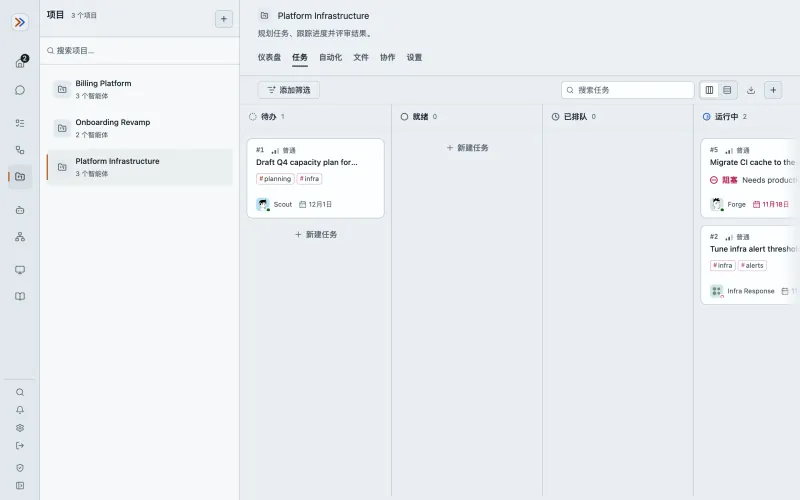 2
项目 3 个项目
搜索项目...
Billing Platform
3 个智能体
Onboarding Revamp
2 个智能体
Platform Infrastructure
3 个智能体
Platform Infrastructure
规划任务、跟踪进度并评审结果。
仪表盘 任务 自动化 文件 协作 设置
添加筛选
搜索任务
待办 1
#1 普通
Draft Q4 capacity plan for...
#planning #infra
Scout 12月1日
新建任务
就绪 0
新建任务
已排队 0
运行中 2
#5 普通
Migrate CI cache to the
阻塞 Needs producti
Forge 11月18日
#2 普通
Tune infra alert threshol
#infra #alerts
Infra Response 11